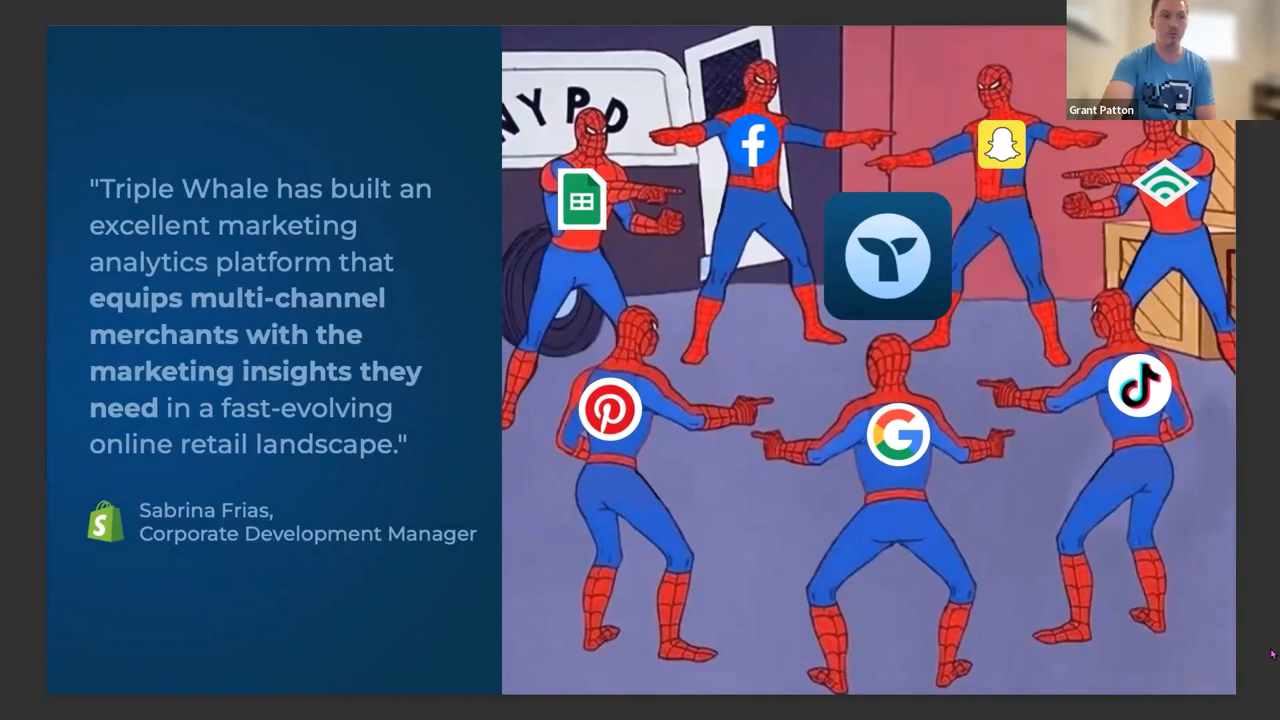 "Triple Whale has built an
excellent marketing
analytics platform that
equips multi-channel
merchants with the
marketing insights they
need in a fast-evolving
online retail landscape."
Sabrina Frias,
Corporate Development Manager
NYPD
Grant Patton